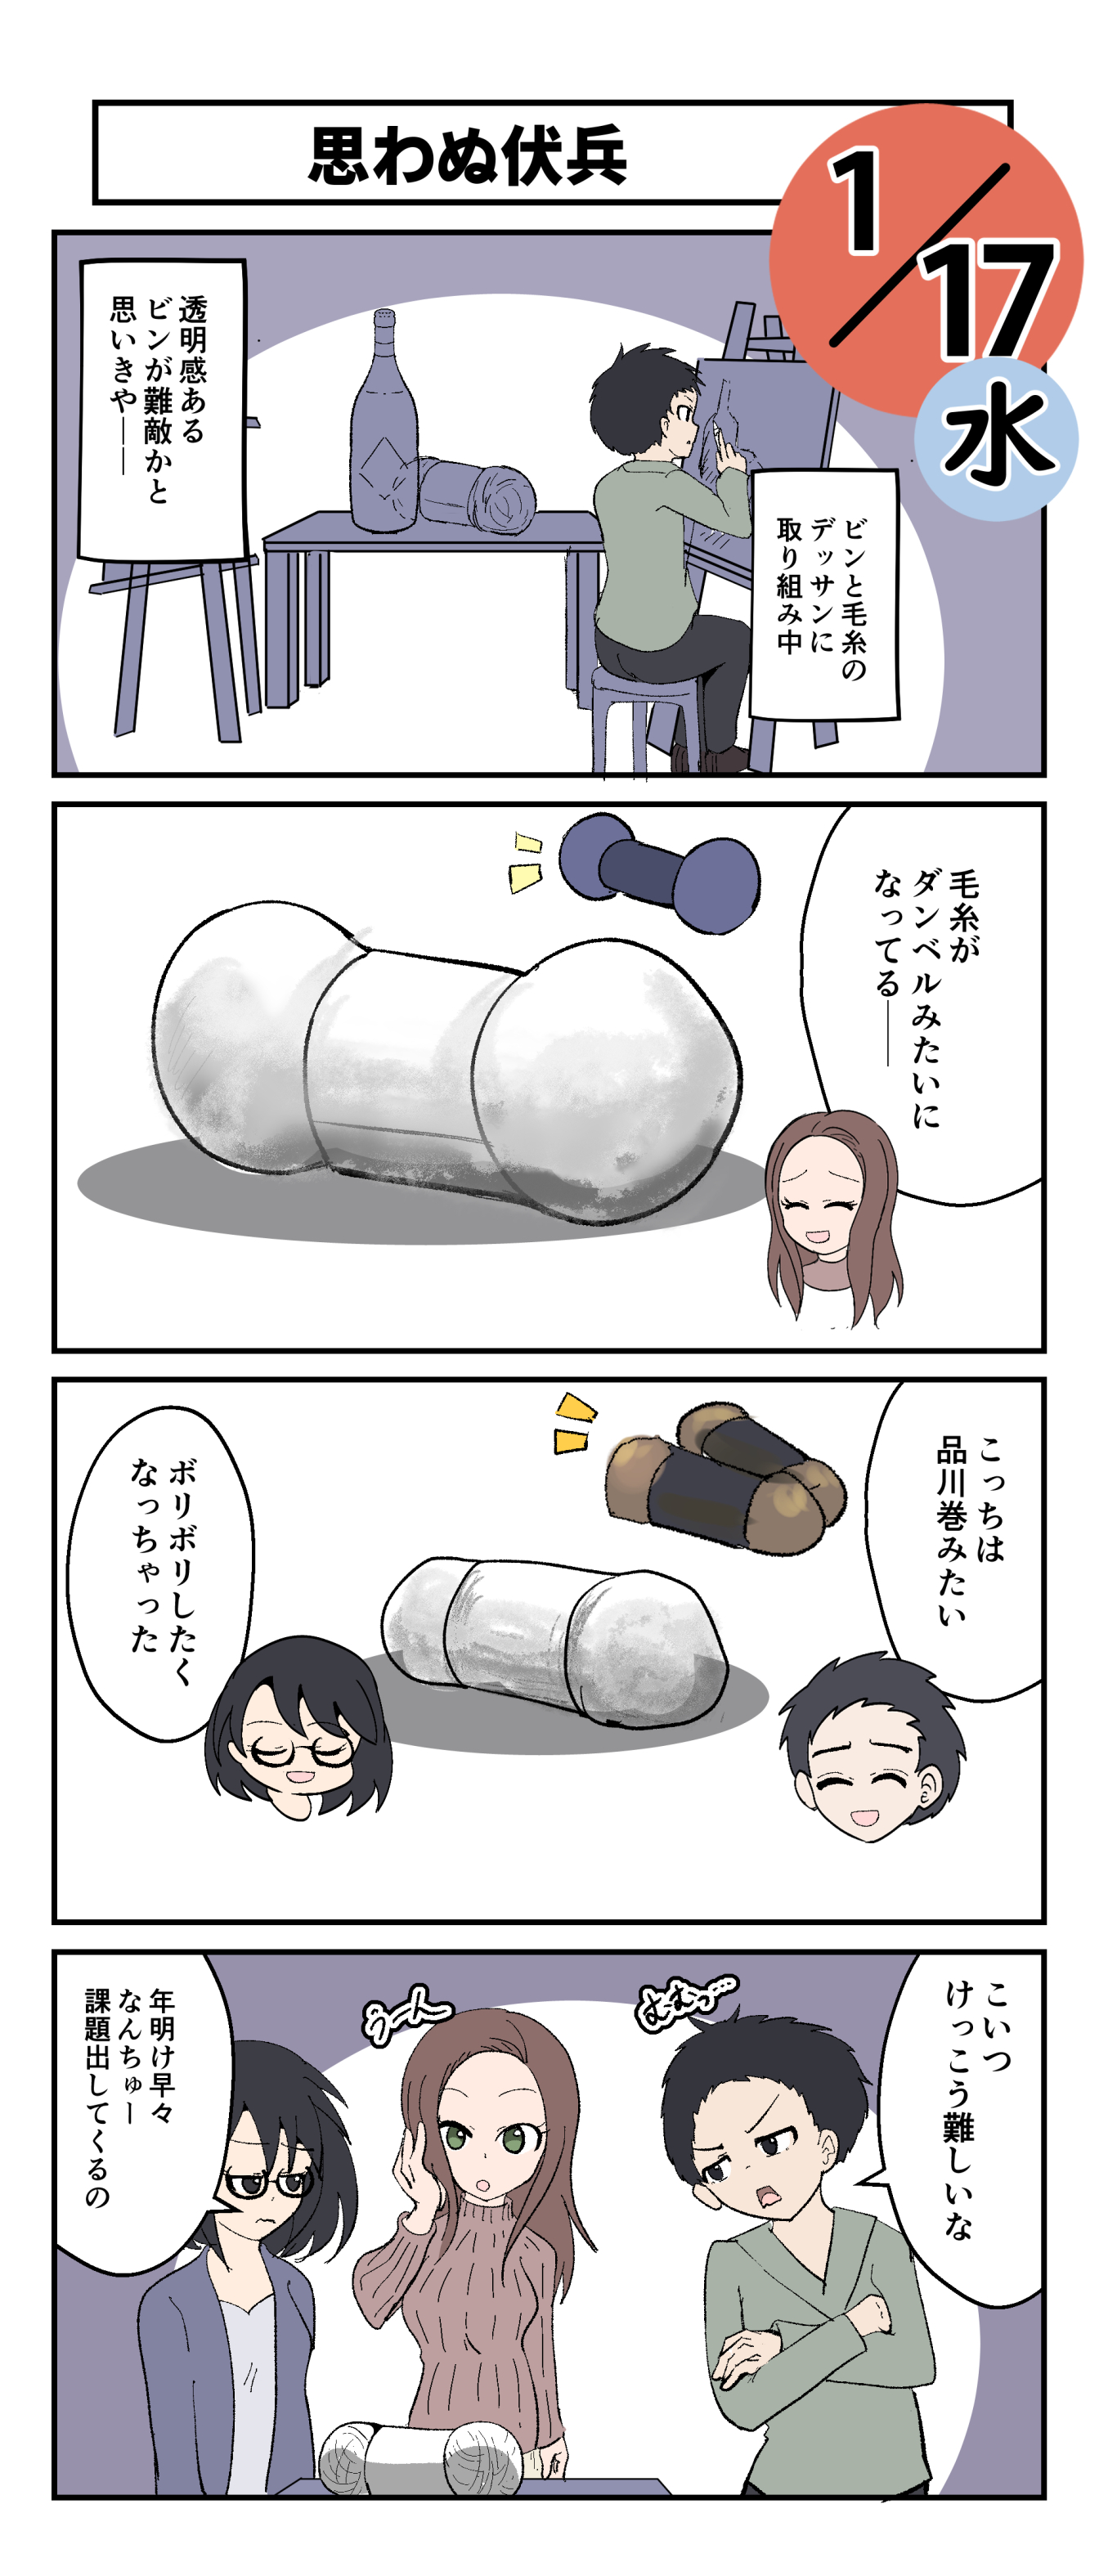 思わぬ伏兵
1/17
水
ビンと毛糸の
デッサンに
取り組み中
透明感ある
ビンが難敵かと
思いきや——
毛糸が
ダンベルみたいに
なってる——
こっちは
品川巻みたい
ボリボリしたく
なっちゃった
こいつ
けっこう難しいな
むむっ…
うーん
年明け早々
なんちゅー
課題出してくるの